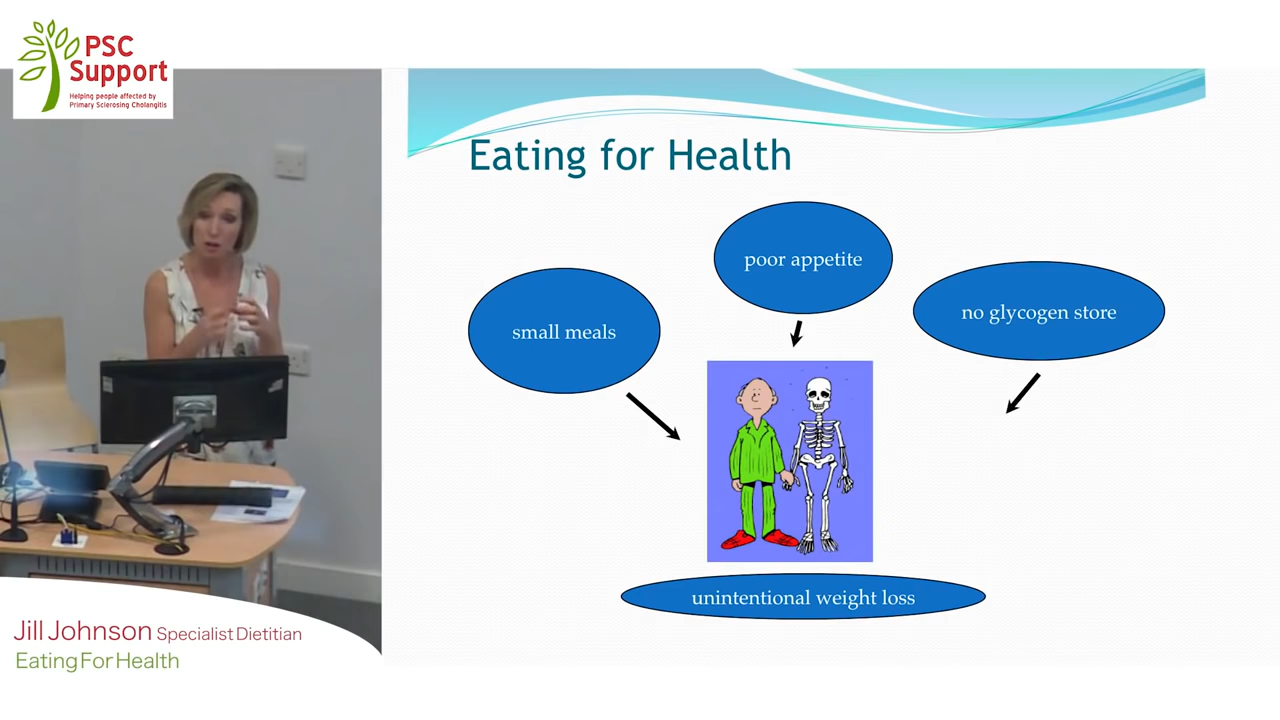 PSC
Support
Helping people affected by
Primary Sclerosing Cholangitis
Eating for Health
poor appetite
small meals
no glycogen store
unintentional weight loss
Jill Johnson Specialist Dietitian
Eating For Health